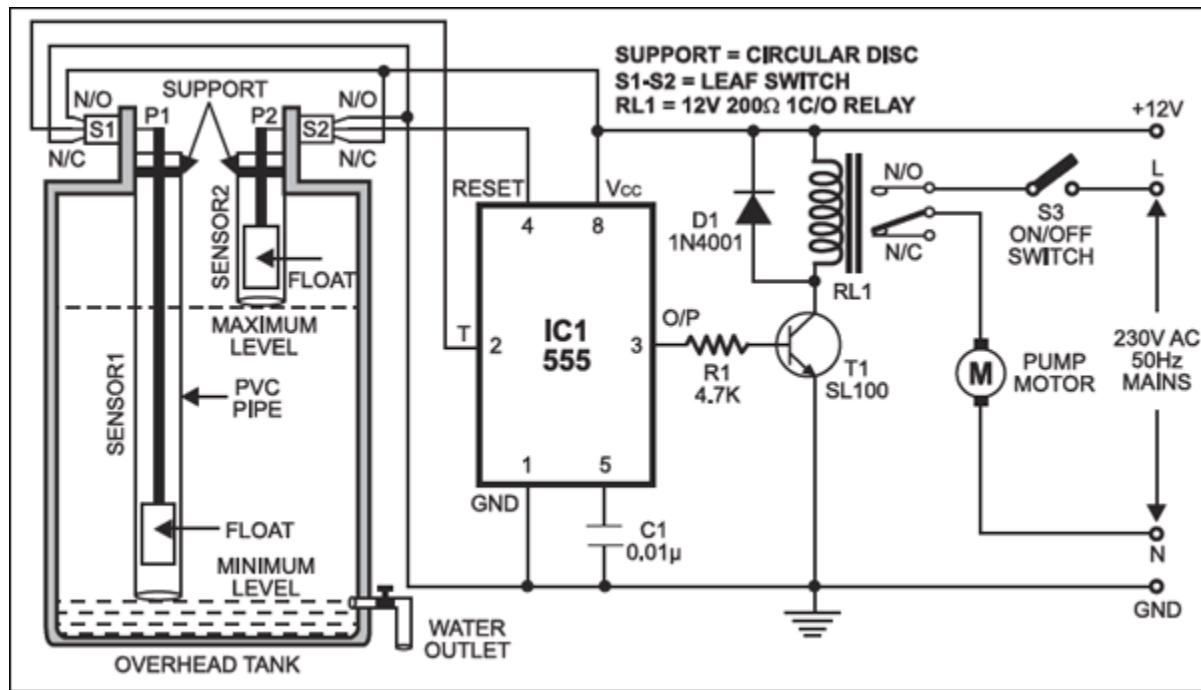 SUPPORT = CIRCULAR DISC
S1-S2 = LEAF SWITCH
RL1 = 12V 200Ω 1C/O RELAY
SUPPORT
N/O
P1
P2
N/O
S1
S2
N/C
N/C
+12V
L
N/O
S3
ON/OFF
SWITCH
N/C
RL1
D1
1N4001
RESET
VCC
4
8
SENSOR2
FLOAT
MAXIMUM
LEVEL
T
2
IC1
555
3
O/P
R1
4.7K
T1
SL100
M
PUMP
MOTOR
230V AC
50Hz
MAINS
SENSOR1
PVC
PIPE
1
5
GND
C1
0.01µ
FLOAT
MINIMUM
LEVEL
N
GND
WATER
OUTLET
OVERHEAD TANK